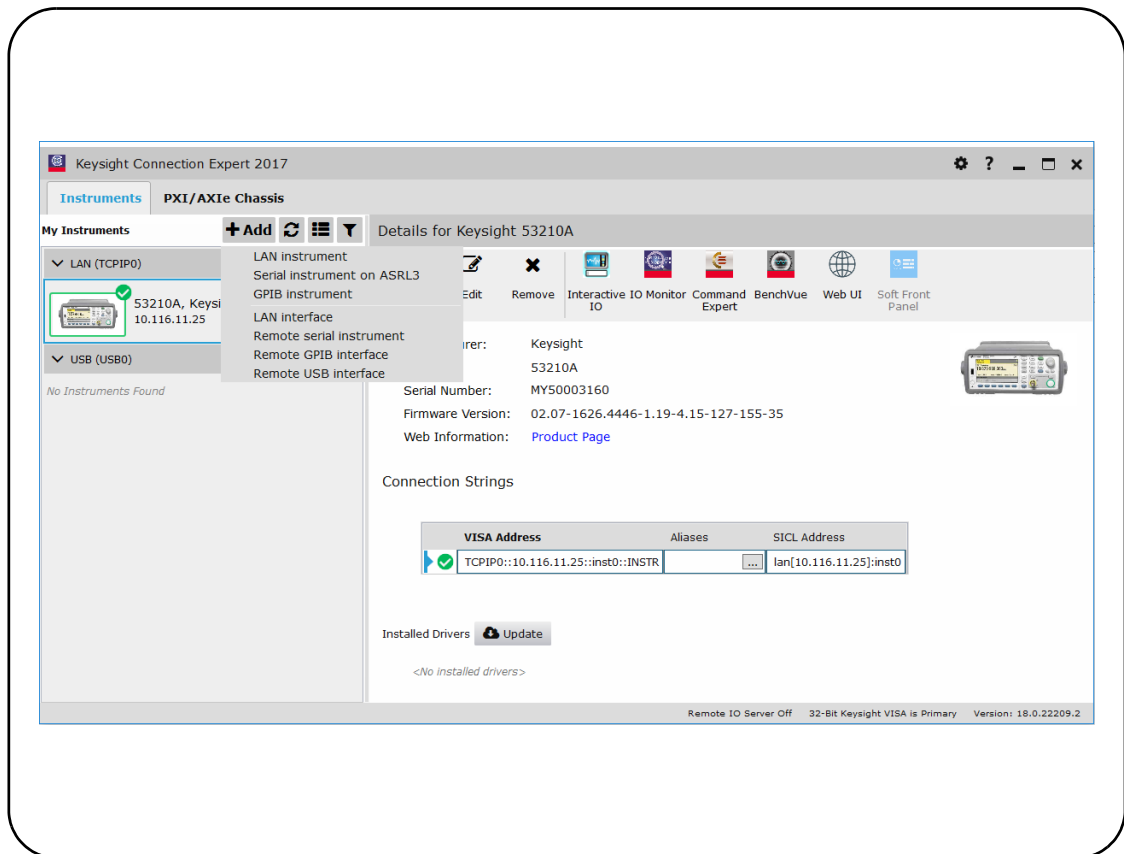 Keysight Connection Expert 2017
?
Instruments PXI/AXIe Chassis
My Instruments
Add
Details for Keysight 53210A
LAN (TCPIP0)
53210A, Keysi
10.116.11.25
USB (USB0)
No Instruments Found
LAN instrument
Serial instrument on ASRL3
GPIB instrument
LAN interface
Remote serial instrument
Remote GPIB interface
Remote USB interface
Edit Remove Interactive IO IO Monitor Command Expert BenchVue Web UI Soft Front Panel
urer: Keysight
53210A
Serial Number: MY50003160
Firmware Version: 02.07-1626.4446-1.19-4.15-127-155-35
Web Information: Product Page
Connection Strings
VISA Address Aliases SICL Address
TCPIP0::10.116.11.25::inst0::INSTR ... lan[10.116.11.25]:inst0
Installed Drivers Update
<No installed drivers>
Remote IO Server Off 32-Bit Keysight VISA is Primary Version: 18.0.22209.2